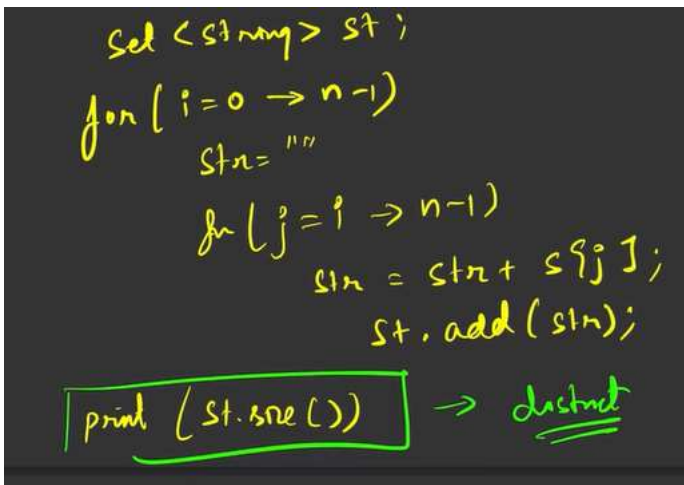 Set <string> st;
for( i=0 → n-1)
str= ""
for(j=i → n-1)
str = str + s[j];
st.add(str);
print (st.size()) → distinct